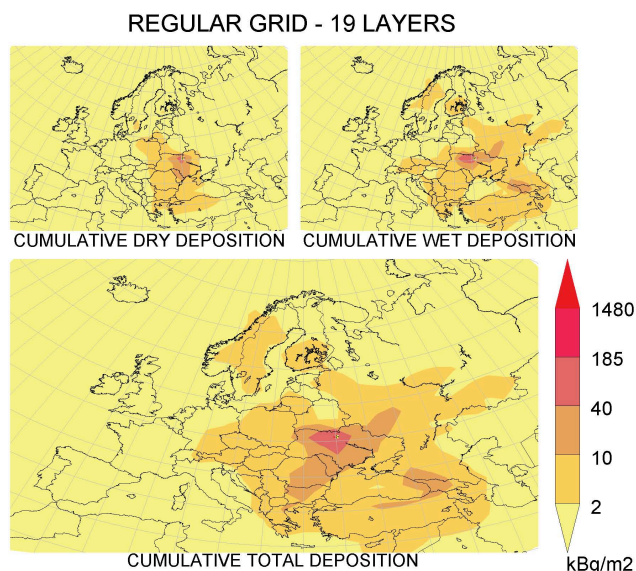 REGULAR GRID - 19 LAYERS
CUMULATIVE DRY DEPOSITION
CUMULATIVE WET DEPOSITION
1480
185
40
10
2
CUMULATIVE TOTAL DEPOSITION
kBq/m2